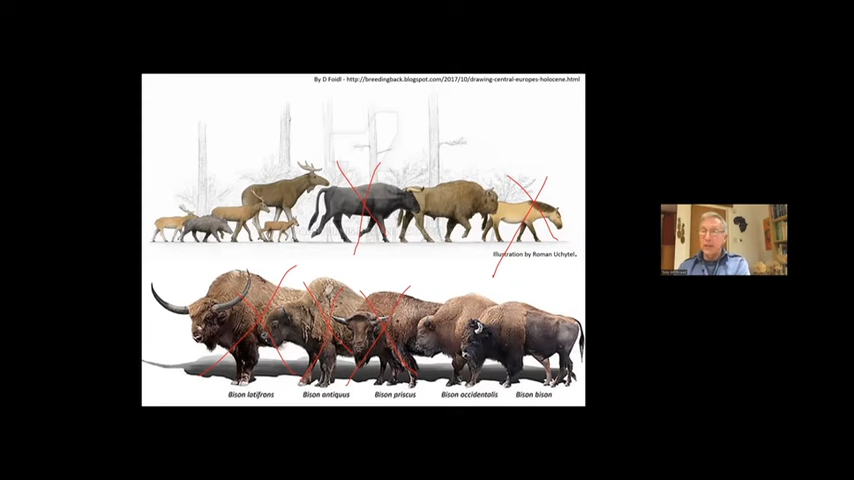 By D Foidl - http://breedingback.blogspot.com/2017/10/drawing-central-europes-holocene.html
Illustration by Roman Uchytel.
Bison latifrons Bison antiquus Bison priscus Bison occidentalis Bison bison